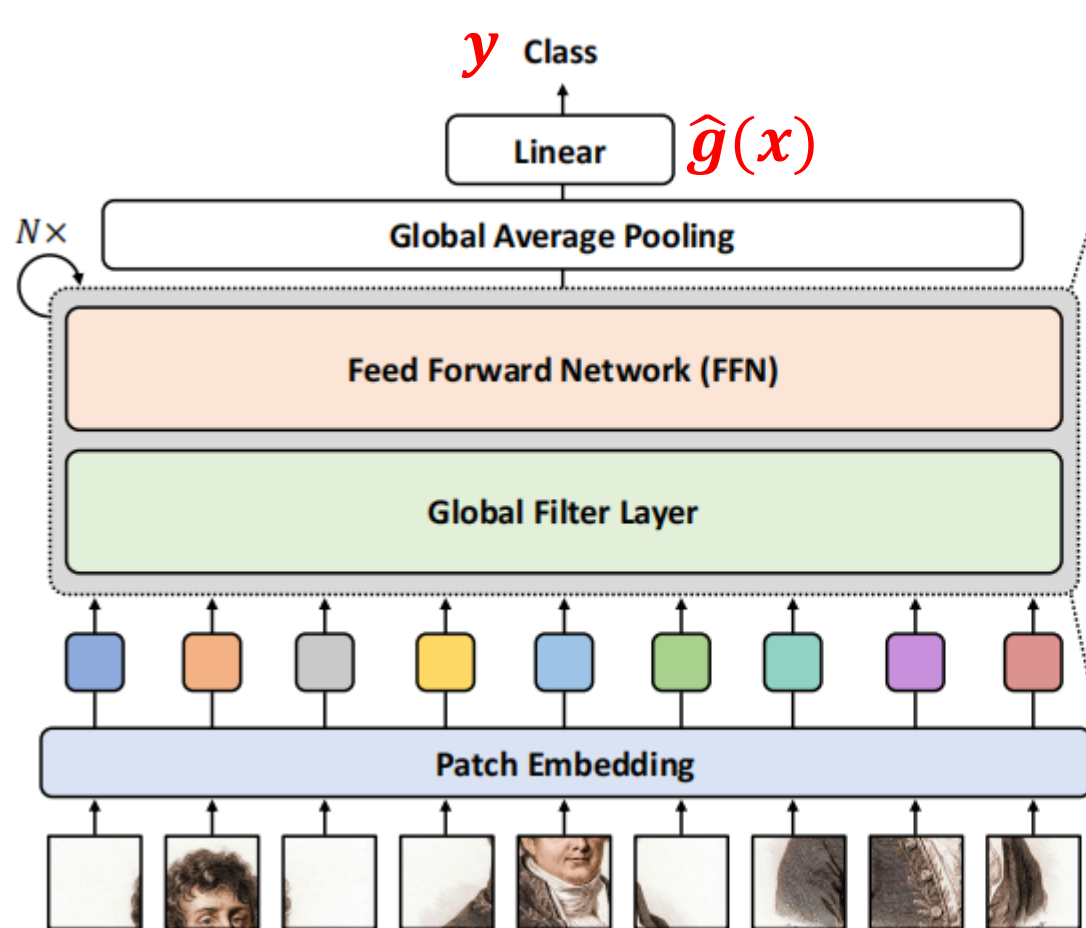 y Class
Linear ĝ(x)
N×
Global Average Pooling
Feed Forward Network (FFN)
Global Filter Layer
Patch Embedding